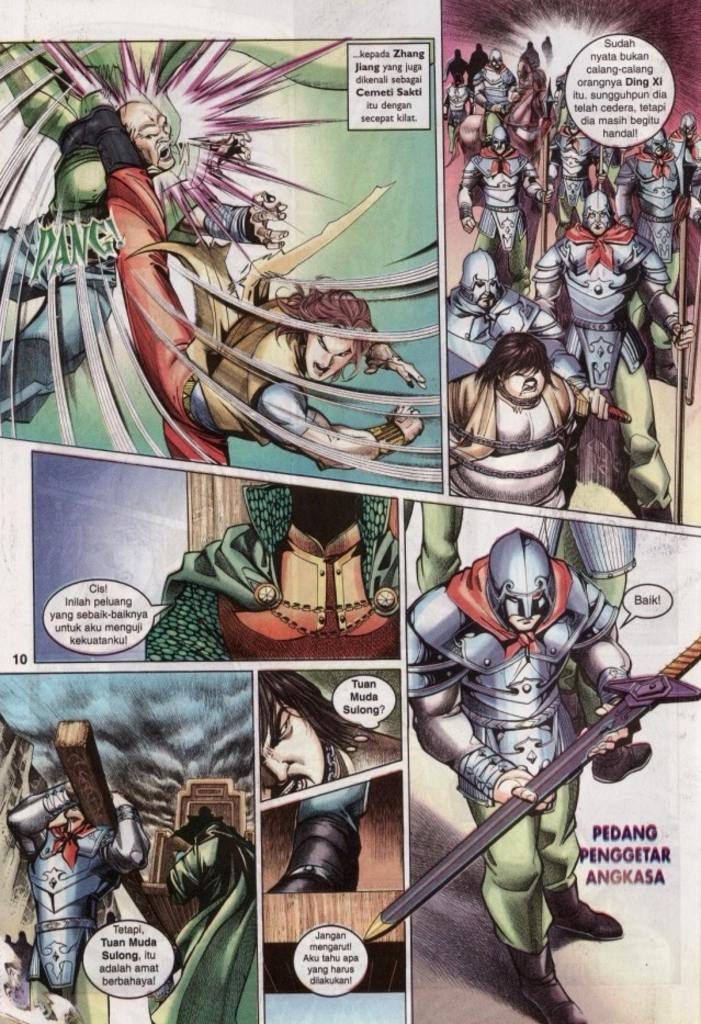 ...kepada Zhang
Jiang yang juga
dikenali sebagai
Cemeti Sakti
itu dengan
secepat kilat.
PANG!
Sudah
nyata bukan
calang-calang
orangnya Ding Xi
itu. sungguhpun dia
telah cedera, tetapi
dia masih begitu
handal!
Cis!
Inilah peluang
yang sebaik-baiknya
untuk aku menguji
kekuatanku!
10
Baik!
PEDANG
PENGGETAR
ANGKASA
Tetapi,
Tuan Muda
Sulong, itu
adalah amat
berbahaya!
Tuan
Muda
Sulong?
Jangan
mengarut!
Aku tahu apa
yang harus
dilakukan!